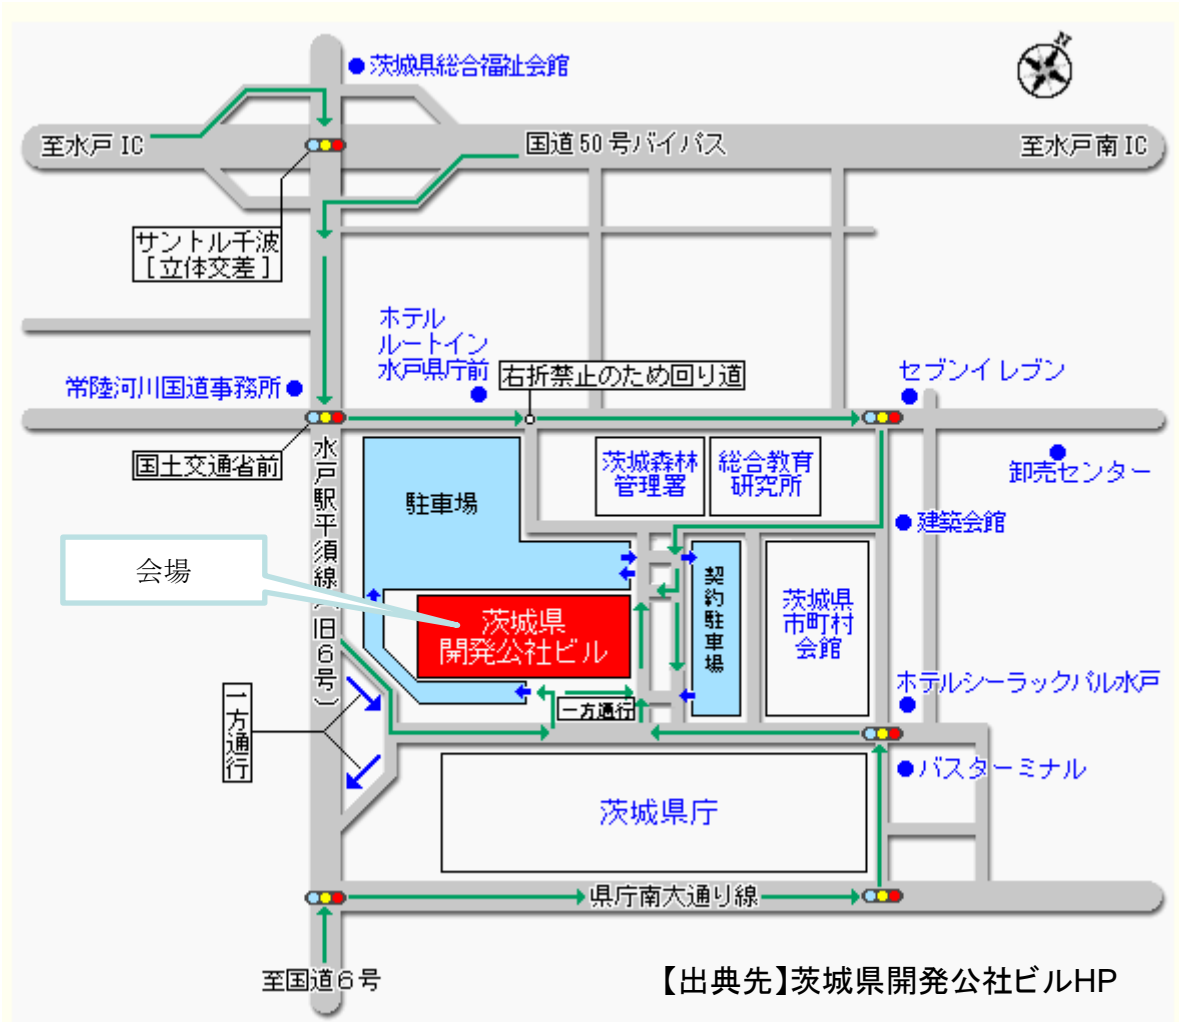 N
茨城県総合福祉会館
至水戸IC
国道50号バイパス
至水戸南IC
サントル千波
[立体交差]
ホテル
ルートイン
水戸県庁前
右折禁止のため回り道
セブンイレブン
常陸河川国道事務所
国土交通省前
水戸駅平須線(旧6号)
駐車場
茨城森林
管理署
総合教育
研究所
卸売センター
建築会館
会場
契約駐車場
茨城県
市町村
会館
茨城県
開発公社ビル
ホテルシーラックパル水戸
一方通行
一方通行
バスターミナル
茨城県庁
県庁南大通り線
至国道6号
【出典先】茨城県開発公社ビルHP